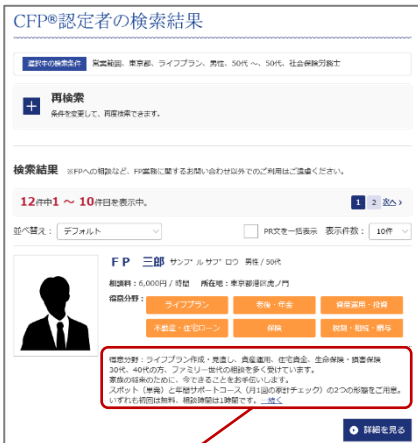 CFP®認定者の検索結果
選択中の検索条件 営業範囲、東京都、ライフプラン、男性、50代 ～、50代、社会保険労務士
再検索
条件を変更して、再度検索できます。
検索結果 ※FPへの相談など、FP業務に関するお問い合わせ以外でのご利用はご遠慮ください。
12件中1 ～ 10件目を表示中。 1 2 次へ 〉
並べ替え： デフォルト PR文を一括表示 表示件数： 10件
ＦＰ 三郎 サンプﾟル サブﾞロウ 男性 / 50代
相談料：6,000円 / 時間 所在地：東京都港区虎ノ門
得意分野： ライフプラン 老後・年金 資産運用・投資
不動産・住宅ローン 保険 税制・相続・贈与
得意分野：ライフプラン作成・見直し、資産運用、住宅資金、生命保険・損害保険
30代、40代の方、ファミリー世代の相談を多く受けています。
家族の将来のために、今できることをお手伝いします。
スポット（単発）と年間サポートコース（月1回の家計チェック）の2つの形態をご用意。
いずれも初回は無料、相談時間は1時間です。 …続く
詳細を見る